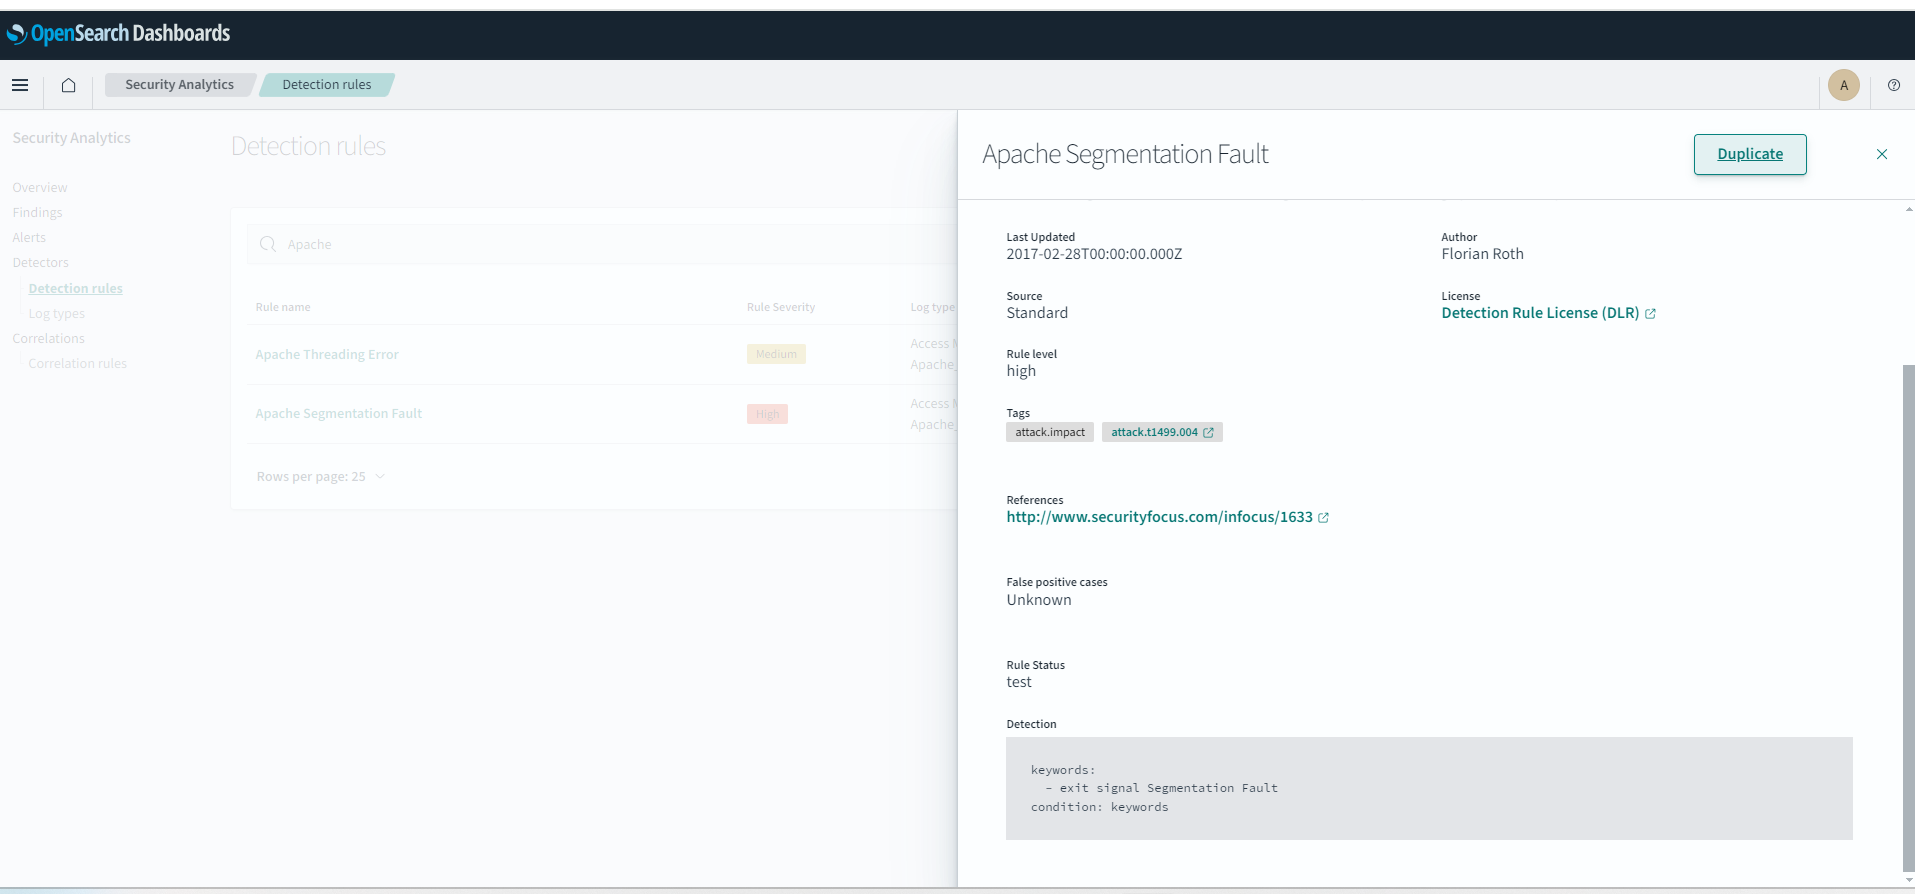 OpenSearch Dashboards
Security Analytics
Detection rules
A
Security Analytics
Overview
Findings
Alerts
Detectors
Detection rules
Log types
Correlations
Correlation rules
Detection rules
Apache
Rule name
Rule Severity
Log type
Apache Threading Error
Medium
Access
Apache_
Apache Segmentation Fault
High
Access
Apache_
Rows per page: 25
Apache Segmentation Fault
Duplicate
Last Updated
2017-02-28T00:00:00.000Z
Author
Florian Roth
Source
Standard
License
Detection Rule License (DLR)
Rule level
high
Tags
attack.impact
attack.t1499.004
References
http://www.securityfocus.com/infocus/1633
False positive cases
Unknown
Rule Status
test
Detection
keywords:
- exit signal Segmentation Fault
condition: keywords